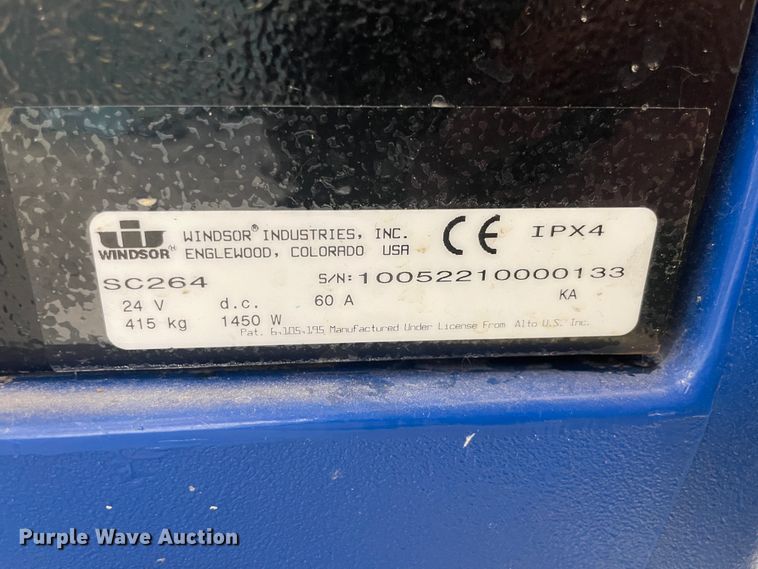 WINDSOR
WINDSOR® INDUSTRIES, INC.
ENGLEWOOD, COLORADO USA
CE IPX4
SC264 S/N: 10052210000133
24 V d.c. 60 A KA
415 kg 1450 W
Pat. 6,105,195 Manufactured Under License From Alto U.S. Inc.
Purple Wave Auction